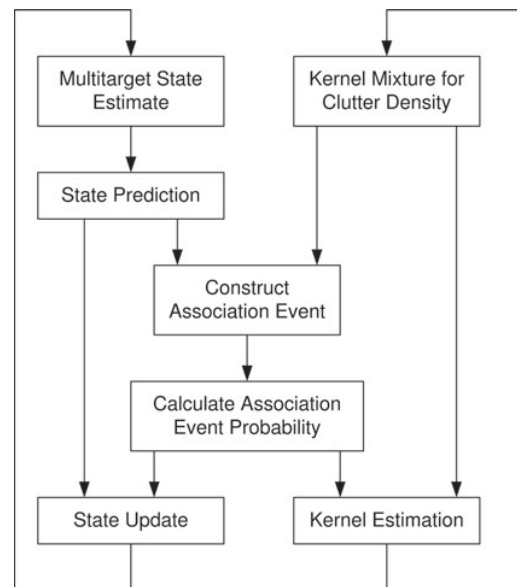 Multitarget State
Estimate
Kernel Mixture for
Clutter Density
State Prediction
Construct
Association Event
Calculate Association
Event Probability
State Update
Kernel Estimation